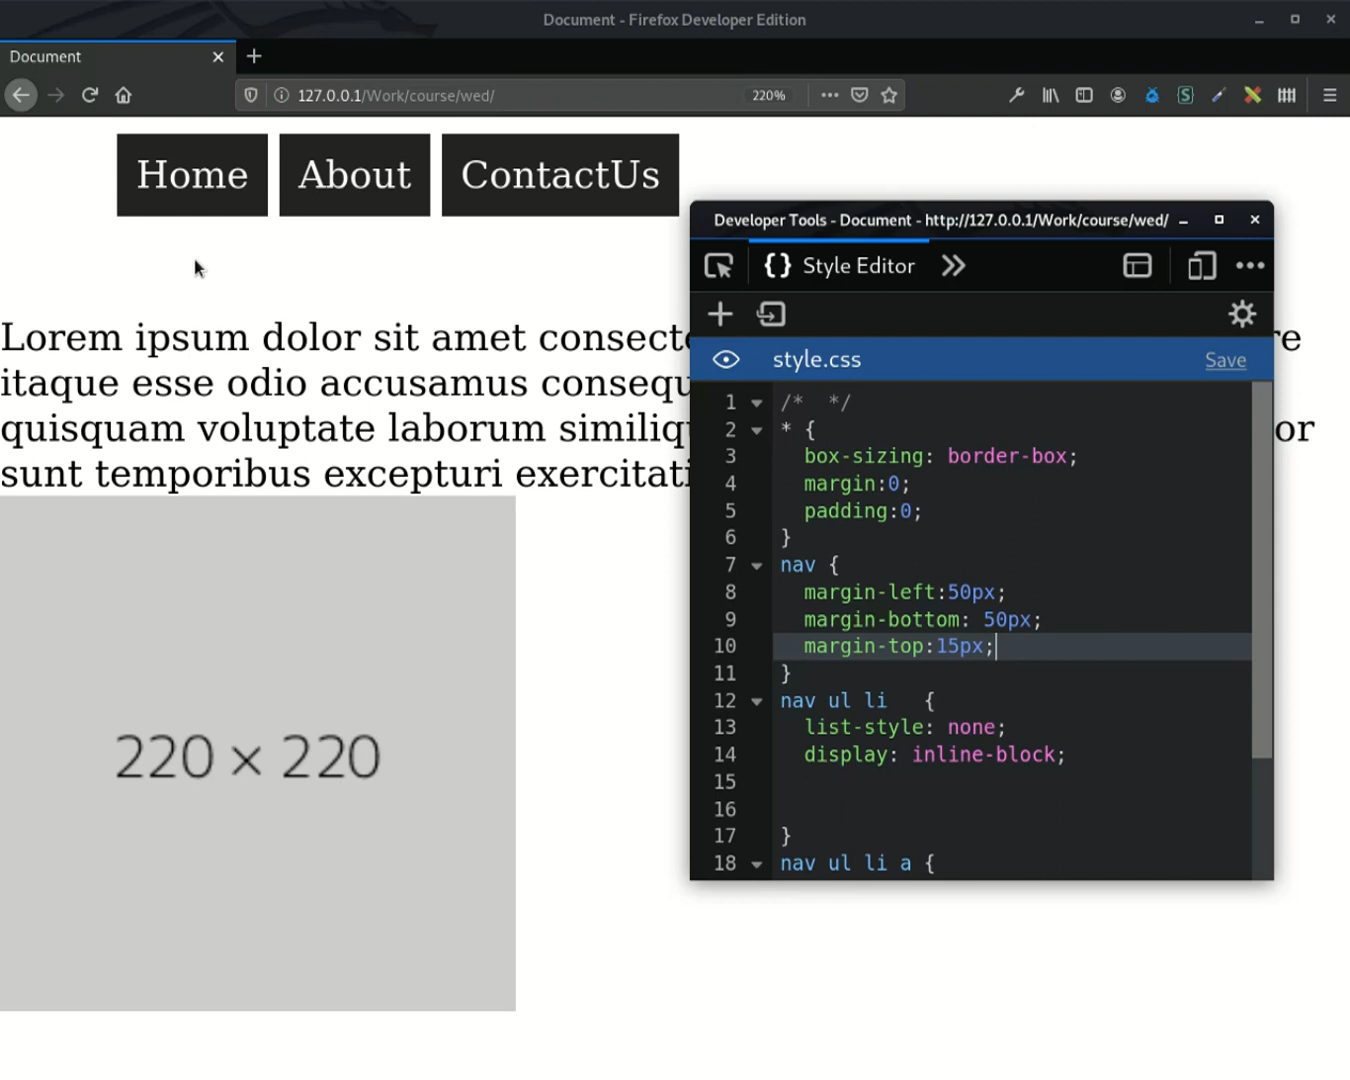 Document - Firefox Developer Edition
Document
127.0.0.1/Work/course/wed/ 220%
Home About ContactUs
Developer Tools - Document - http://127.0.0.1/Work/course/wed/
{} Style Editor
style.css Save
Lorem ipsum dolor sit amet re
itaque esse odio accusamus
quisquam voluptate laborum or
sunt temporibus excepturi
1 /*  */
2 * {
3 box-sizing: border-box;
4 margin:0;
5 padding:0;
6 }
7 nav {
8 margin-left:50px;
9 margin-bottom: 50px;
10 margin-top:15px;
11 }
12 nav ul li   {
13 list-style: none;
14 display: inline-block;
15
16
17 }
18 nav ul li a {
220 × 220